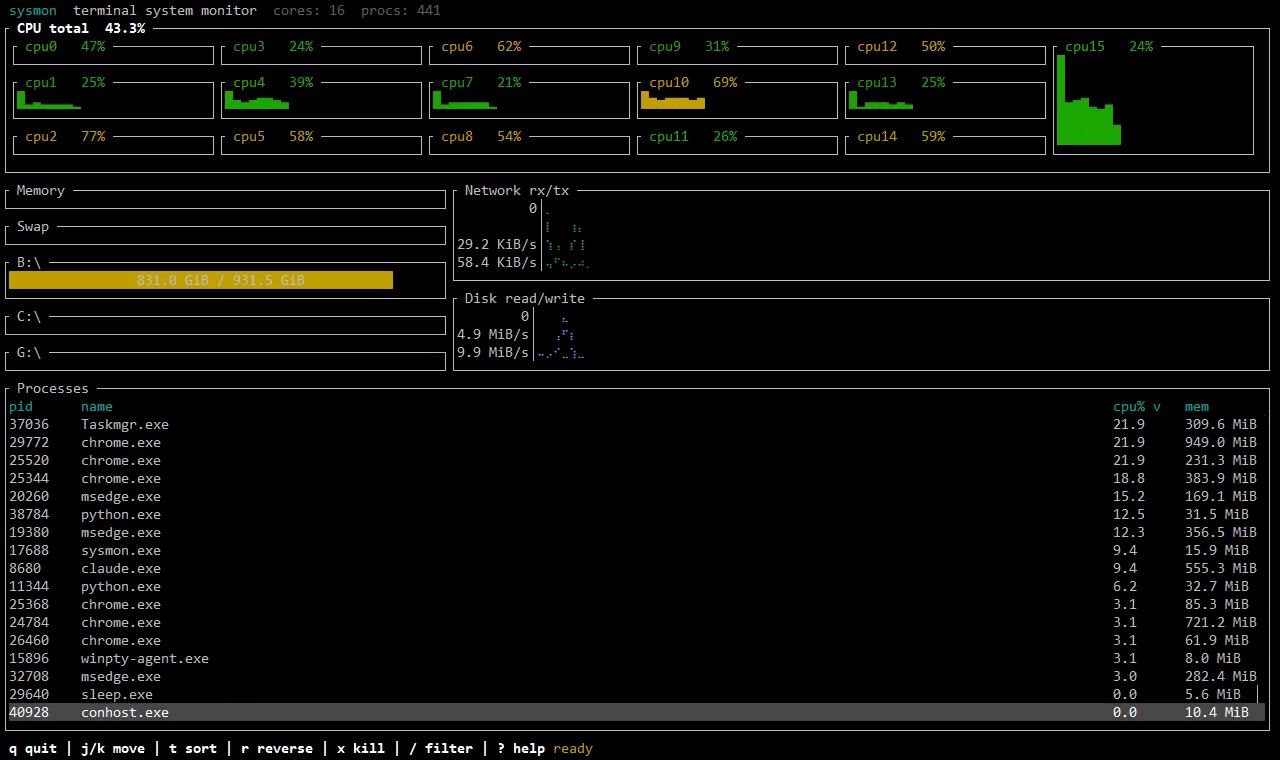 sysmon terminal system monitor cores: 16 procs: 441
CPU total 43.3%
cpu0 47% cpu3 24% cpu6 62% cpu9 31% cpu12 50% cpu15 24%
cpu1 25% cpu4 39% cpu7 21% cpu10 69% cpu13 25%
cpu2 77% cpu5 58% cpu8 54% cpu11 26% cpu14 59%
Memory
Swap
B:\
831.0 GiB / 931.5 GiB
C:\
G:\
Network rx/tx
0
29.2 KiB/s
58.4 KiB/s
Disk read/write
0
4.9 MiB/s
9.9 MiB/s
Processes
pid name cpu% v mem
37036 Taskmgr.exe 21.9 309.6 MiB
29772 chrome.exe 21.9 949.0 MiB
25520 chrome.exe 21.9 231.3 MiB
25344 chrome.exe 18.8 383.9 MiB
20260 msedge.exe 15.2 169.1 MiB
38784 python.exe 12.5 31.5 MiB
19380 msedge.exe 12.3 356.5 MiB
17688 sysmon.exe 9.4 15.9 MiB
8680 claude.exe 9.4 555.3 MiB
11344 python.exe 6.2 32.7 MiB
25368 chrome.exe 3.1 85.3 MiB
24784 chrome.exe 3.1 721.2 MiB
26460 chrome.exe 3.1 61.9 MiB
15896 winpty-agent.exe 3.1 8.0 MiB
32708 msedge.exe 3.0 282.4 MiB
29640 sleep.exe 0.0 5.6 MiB
40928 conhost.exe 0.0 10.4 MiB
q quit | j/k move | t sort | r reverse | x kill | / filter | ? help ready